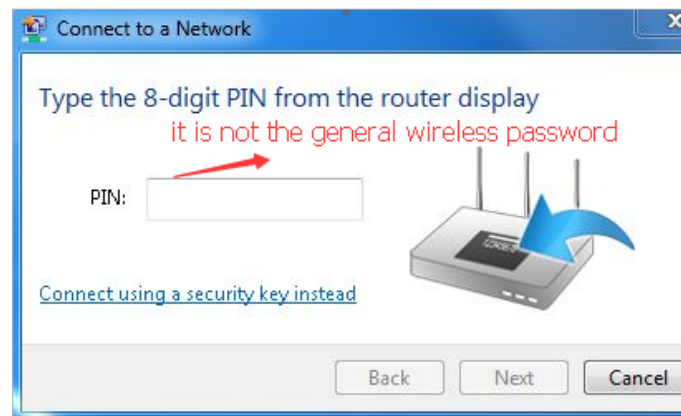 Connect to a Network
Type the 8-digit PIN from the router display
it is not the general wireless password
PIN:
12345670
Connect using a security key instead
Back
Next
Cancel